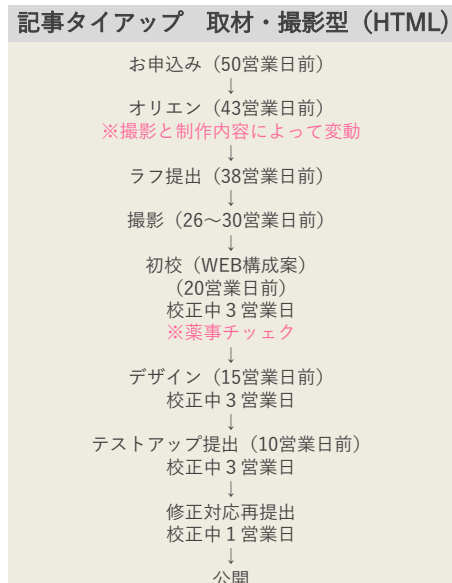 記事タイアップ　取材・撮影型（HTML）
お申込み（50営業日前）
↓
オリエン（43営業日前）
※撮影と制作内容によって変動
↓
ラフ提出（38営業日前）
↓
撮影（26〜30営業日前）
↓
初校（WEB構成案）
（20営業日前）
校正中３営業日
※薬事チッェク
↓
デザイン（15営業日前）
校正中３営業日
↓
テストアップ提出（10営業日前）
校正中３営業日
↓
修正対応再提出
校正中１営業日
↓
公開